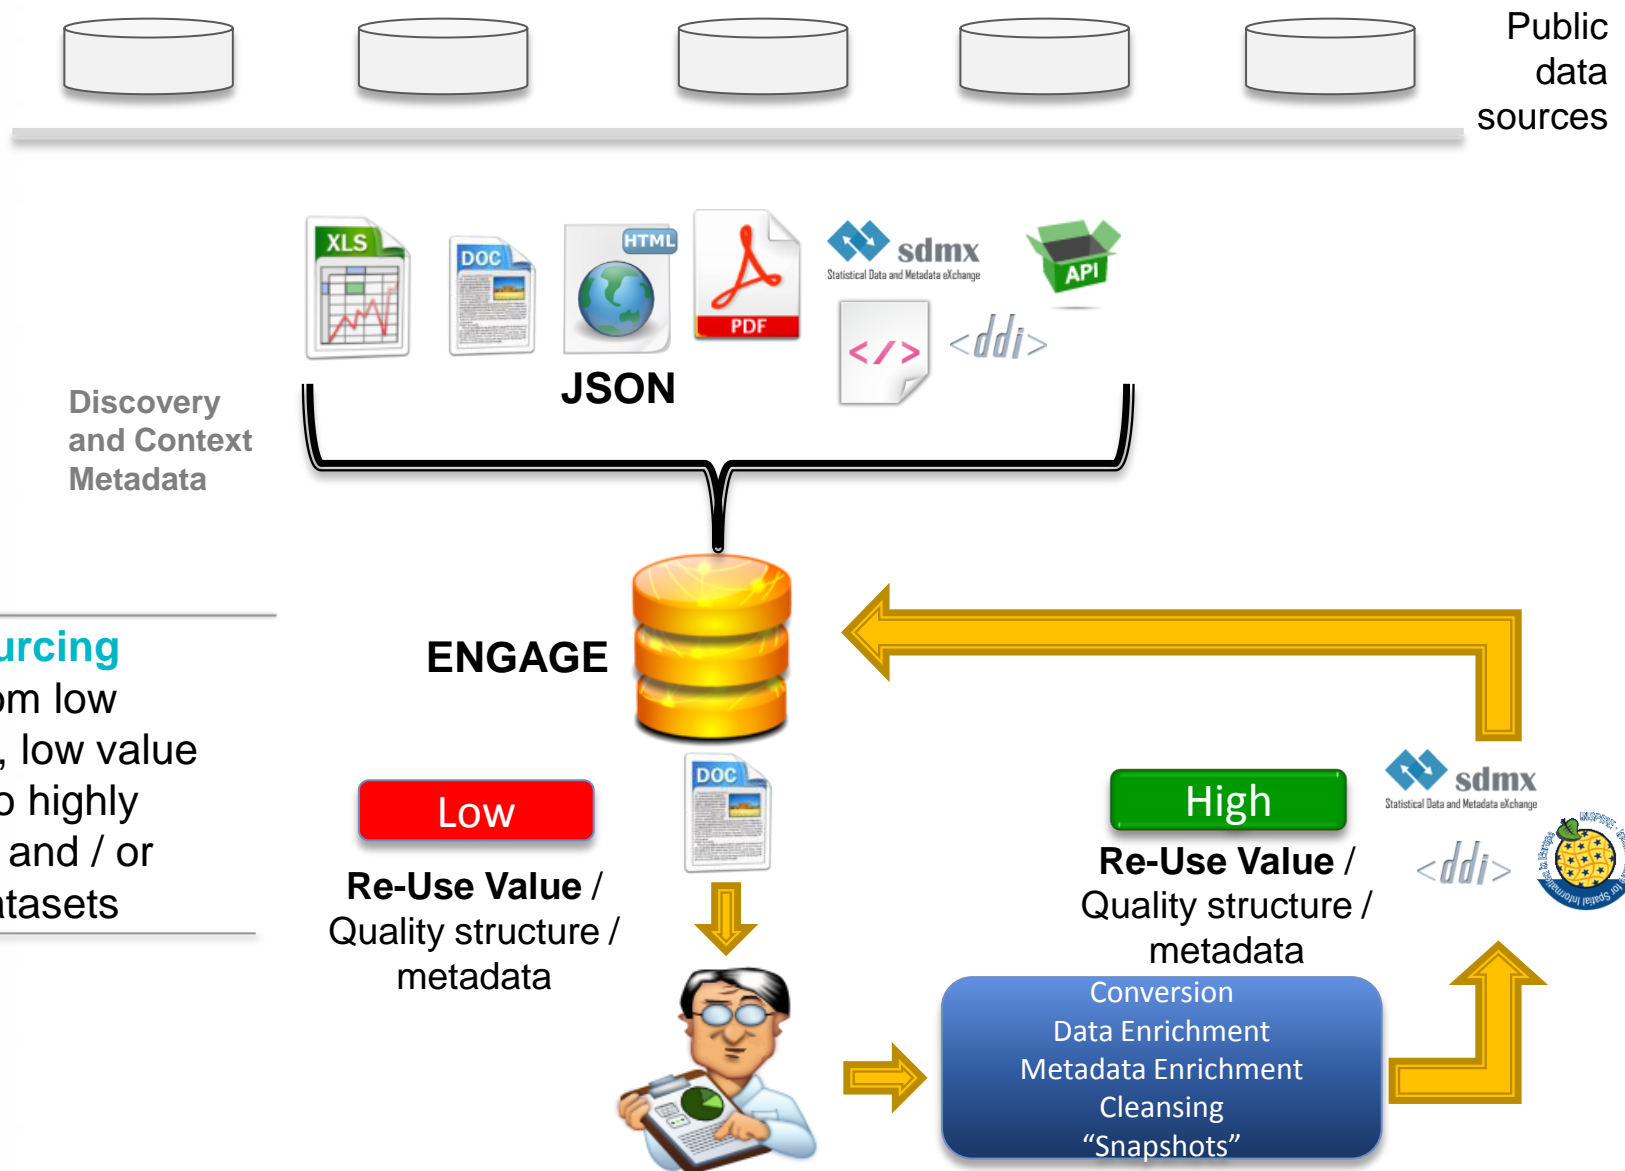 Public
data
sources
XLS
DOC
HTML
PDF
sdmx
Statistical Data and Metadata eXchange
API
</>
<ddi>
JSON
Discovery
and Context
Metadata
ENGAGE
urcing
om low
, low value
o highly
and / or
atasets
DOC
Low
Re-Use Value /
Quality structure /
metadata
High
Re-Use Value /
Quality structure /
metadata
sdmx
Statistical Data and Metadata eXchange
<ddi>
Conversion
Data Enrichment
Metadata Enrichment
Cleansing
“Snapshots”